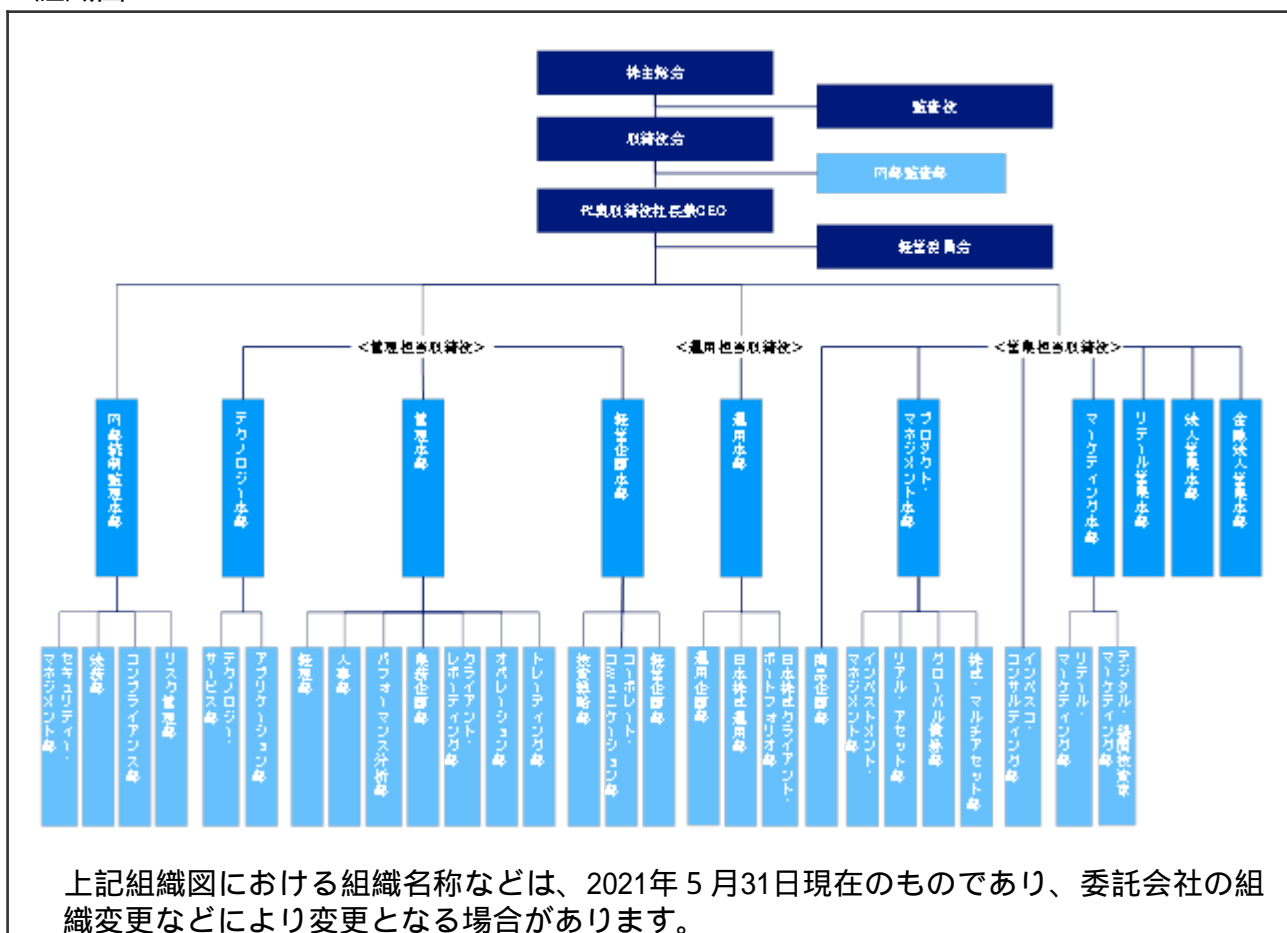 株主総会
監査役
取締役会
内部監査部
代表取締役社長兼CEO
経営委員会
＜管理担当取締役＞
＜運用担当取締役＞
＜営業担当取締役＞
内部統制監理本部
テクノロジー本部
管理本部
経営企画本部
運用本部
プロダクト・
マネジメント本部
マーケティング本部
リテール営業本部
法人営業本部
金融法人営業本部
セキュリティー・
マネジメント部
法務部
コンプライアンス部
リスク管理部
テクノロジー・
サービス部
アプリケーション部
経理部
人事部
パフォーマンス分析部
業務企画部
クライアント・
レポーティング部
オペレーション部
トレーディング部
投資戦略部
コーポレート・
コミュニケーション部
経営企画部
運用企画部
日本株式運用部
日本株式クライアント・
ポートフォリオ部
商品企画部
インベストメント・
マネジメント部
リアル・アセット部
グローバル債券部
株式・マルチアセット部
インベスコ・
コンサルティング部
リテール・
マーケティング部
デジタル・機関投資家
マーケティング部
上記組織図における組織名称などは、2021年５月31日現在のものであり、委託会社の組
織変更などにより変更となる場合があります。